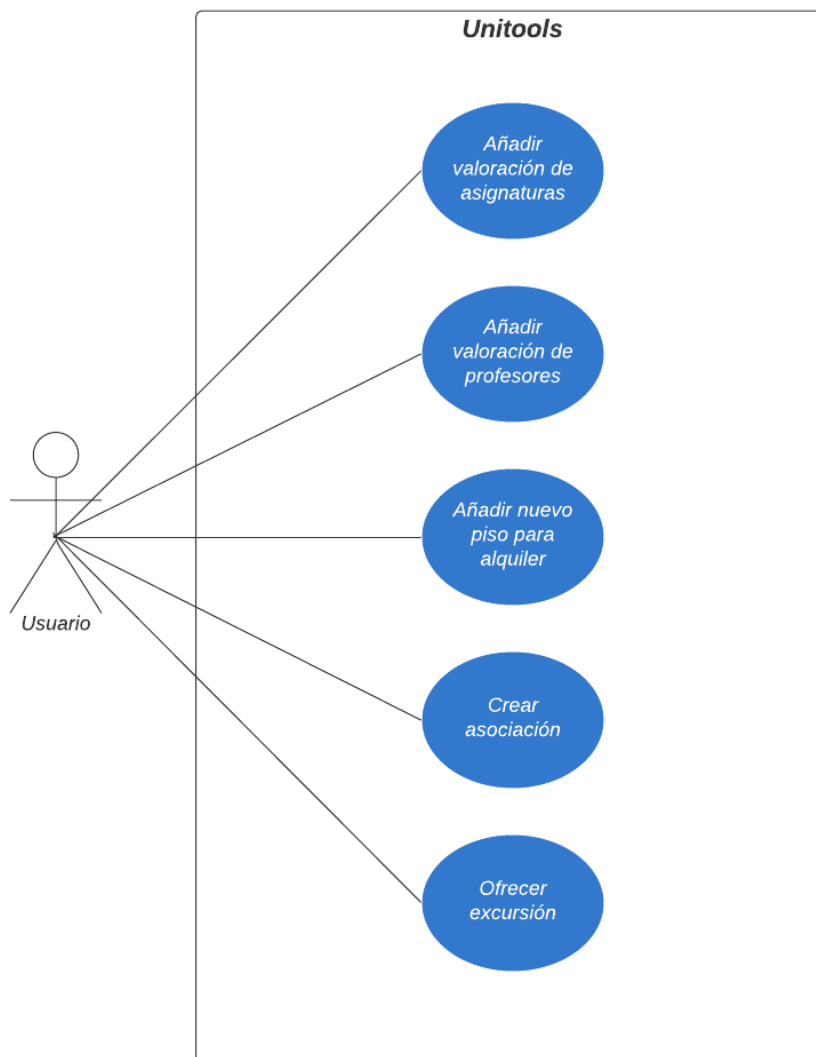 Unitools
Añadir
valoración de
asignaturas
Añadir
valoración de
profesores
Añadir nuevo
piso para
alquiler
Usuario
Crear
asociación
Ofrecer
excursión